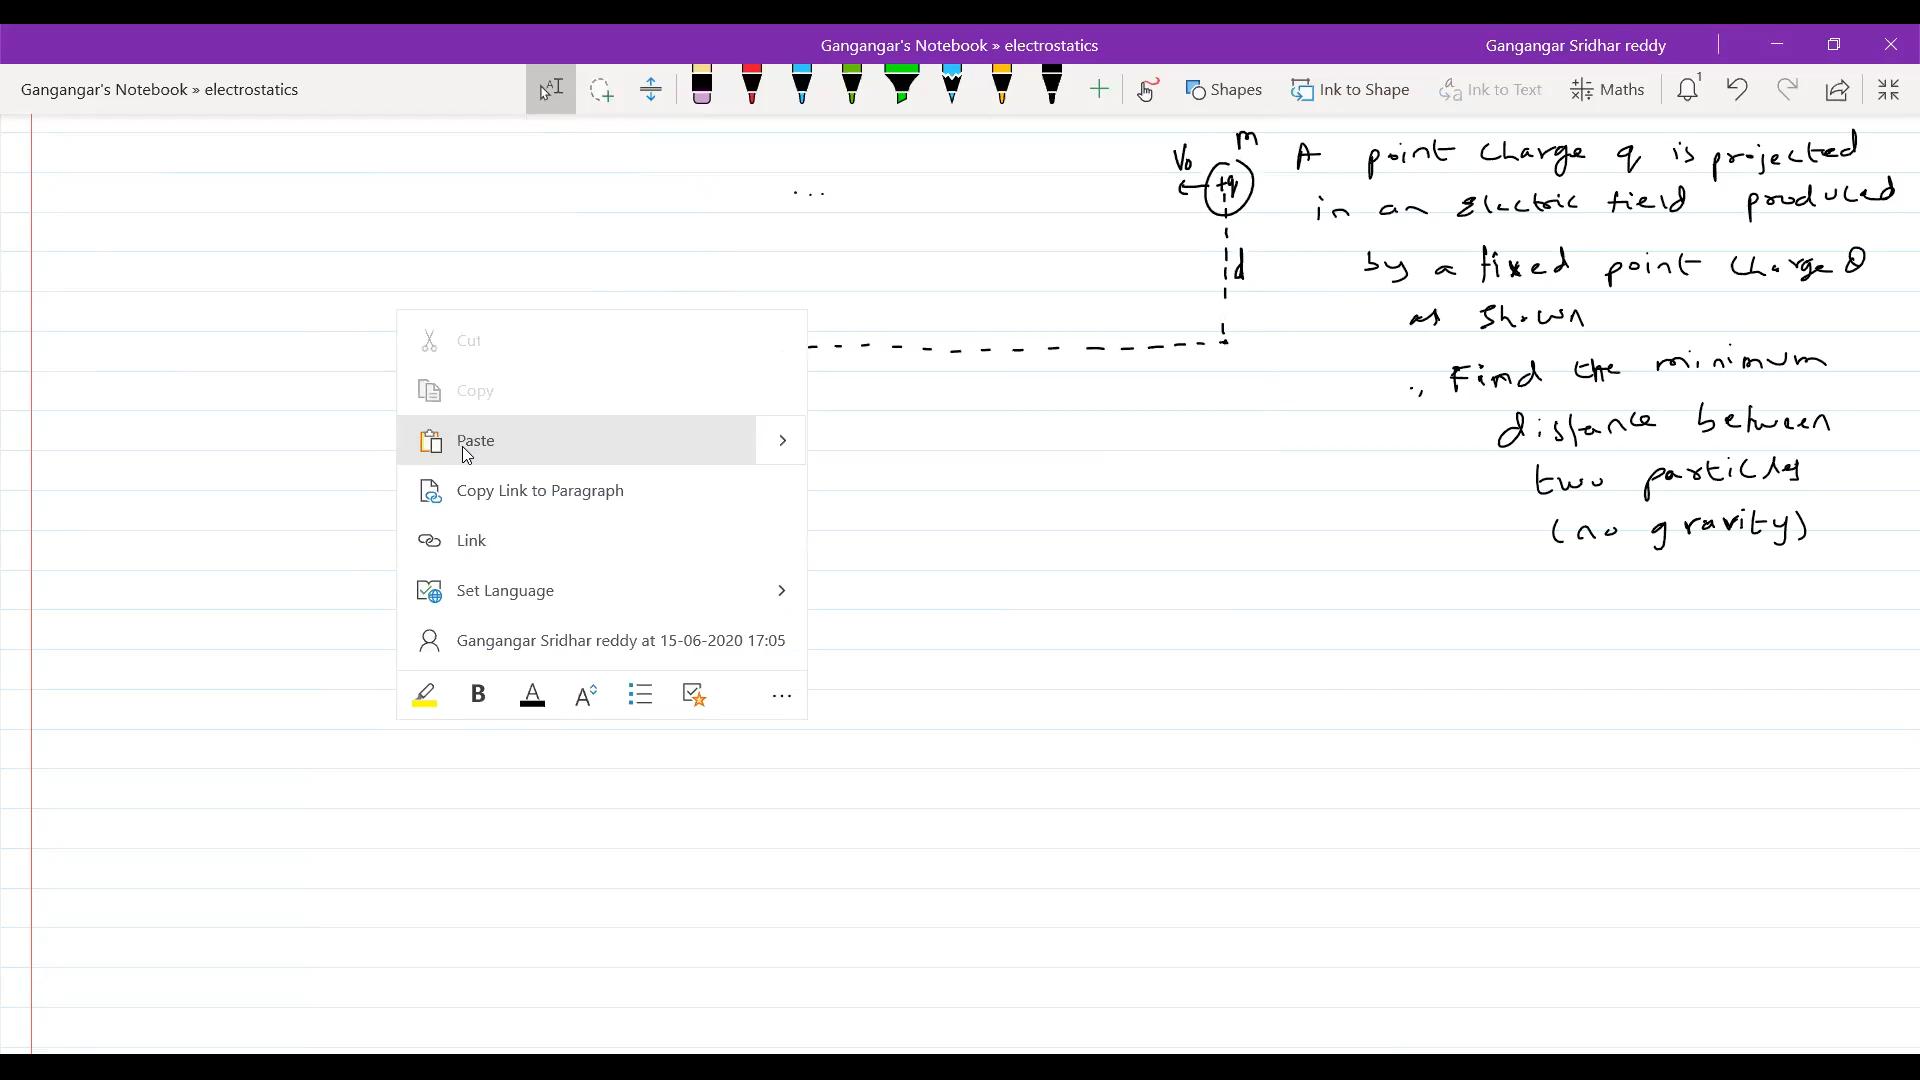 Gangangar's Notebook » electrostatics
Gangangar Sridhar reddy
Gangangar's Notebook » electrostatics
Shapes
Ink to Shape
Ink to Text
Maths
1
m
V₀
+q
d
A point charge q is projected
in an electric field produced
by a fixed point charge Q
as shown
Find the minimum
distance between
two particles
(no gravity)
Cut
Copy
Paste
Copy Link to Paragraph
Link
Set Language
Gangangar Sridhar reddy at 15-06-2020 17:05
B
A
A